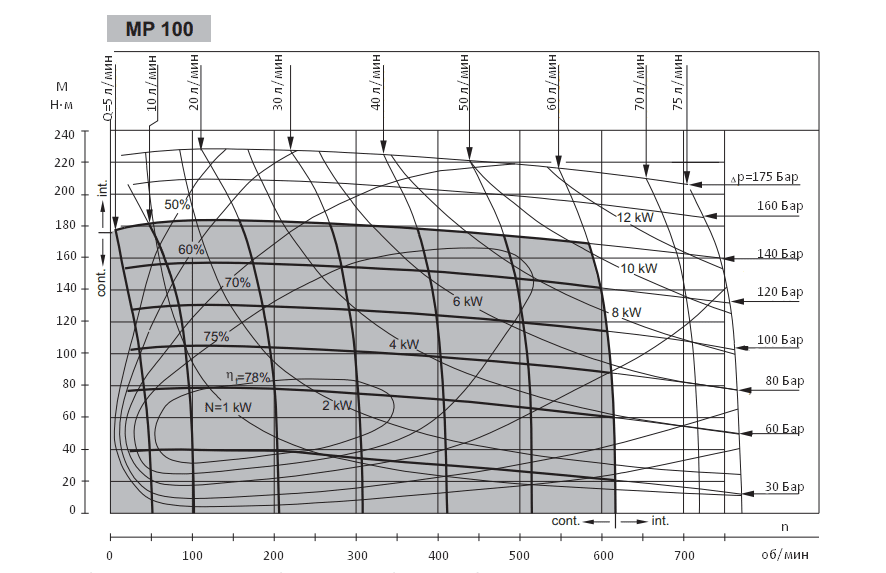 MP 100
Q=5 л/мин
10 л/мин
20 л/мин
30 л/мин
40 л/мин
50 л/мин
60 л/мин
70 л/мин
75 л/мин
M
Н·м
240
220
200
180
160
140
120
100
80
60
40
20
0
int.
cont.
Δp=175 Бар
160 Бар
140 Бар
120 Бар
100 Бар
80 Бар
60 Бар
30 Бар
50%
60%
70%
75%
η=78%
N=1 kW
2 kW
4 kW
6 kW
8 kW
10 kW
12 kW
cont.
int.
n
0
100
200
300
400
500
600
700
об/мин